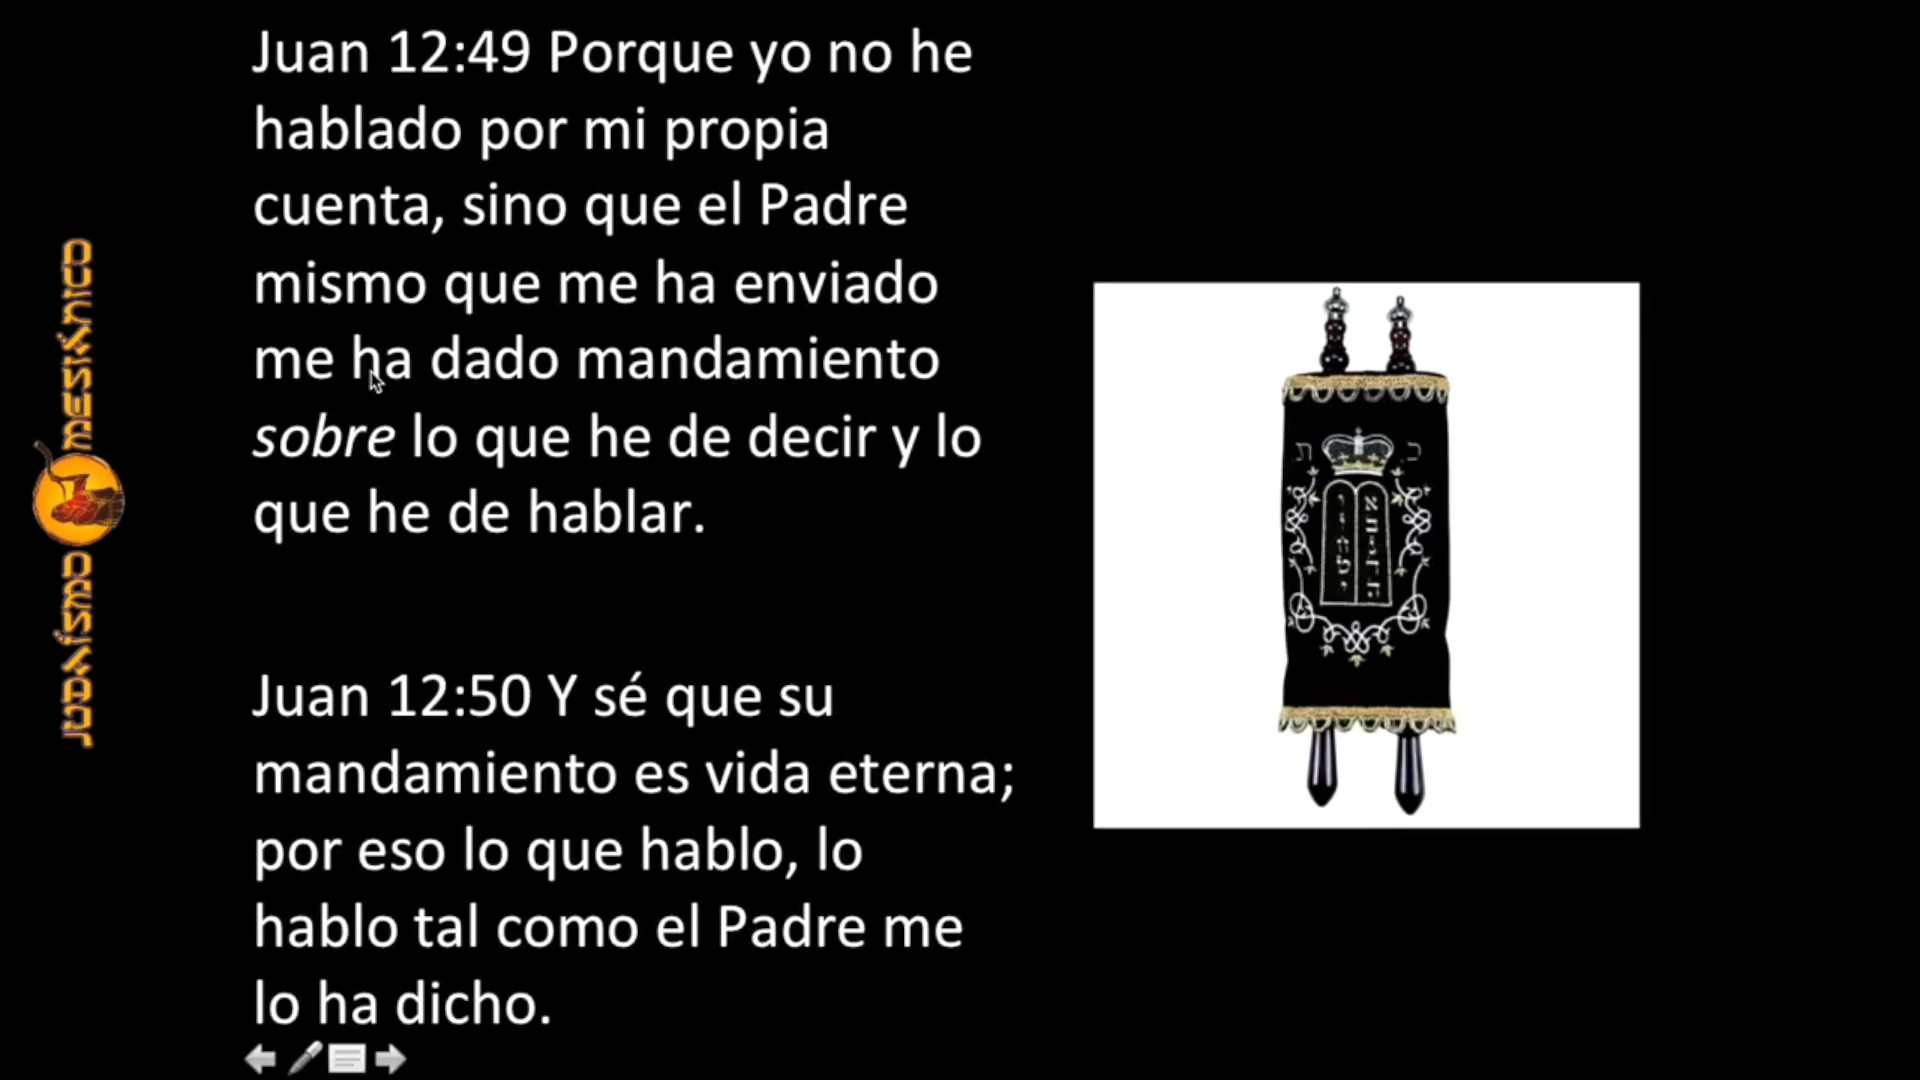 Juan 12:49 Porque yo no he
hablado por mi propia
cuenta, sino que el Padre
mismo que me ha enviado
me ha dado mandamiento
sobre lo que he de decir y lo
que he de hablar.
Juan 12:50 Y sé que su
mandamiento es vida eterna;
por eso lo que hablo, lo
hablo tal como el Padre me
lo ha dicho.
JUDAÍSMO MESIÁNICO
כ ת